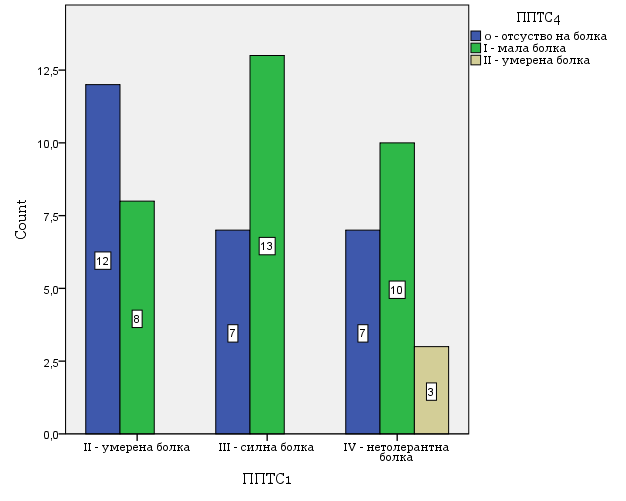 ППТС4
0 - отсуство на болка
I - мала болка
II - умерена болка
Count
12,5
10,0
7,5
5,0
2,5
0,0
12
8
7
13
7
10
3
II - умерена болка
III - силна болка
IV - нетолерантна
болка
ППТС1